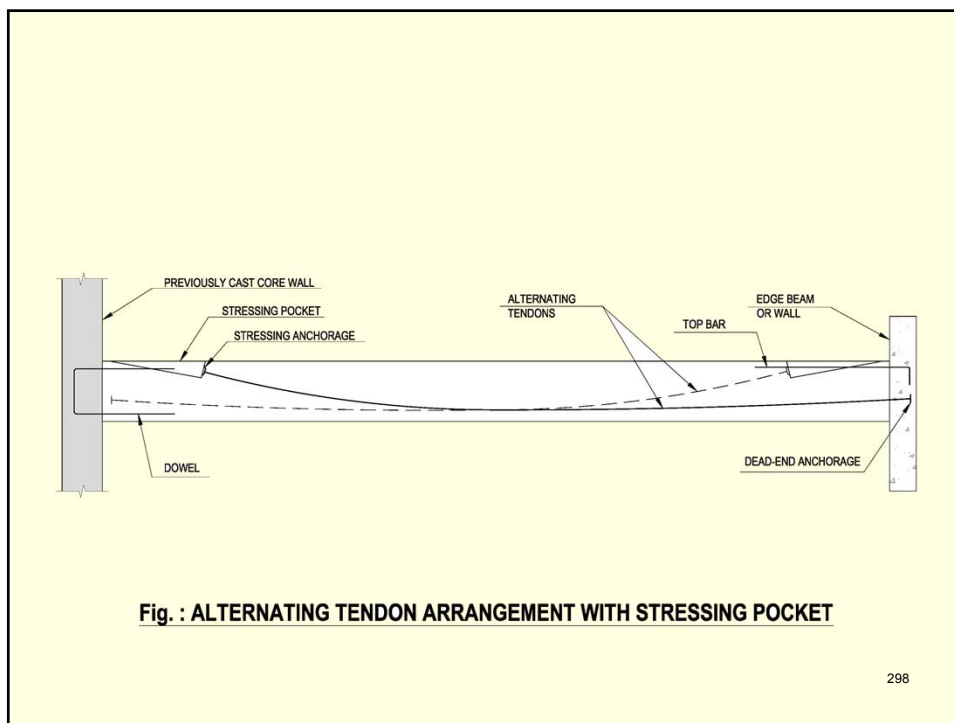 PREVIOUSLY CAST CORE WALL
STRESSING POCKET
STRESSING ANCHORAGE
ALTERNATING
TENDONS
TOP BAR
EDGE BEAM
OR WALL
DOWEL
DEAD-END ANCHORAGE
Fig. : ALTERNATING TENDON ARRANGEMENT WITH STRESSING POCKET
298